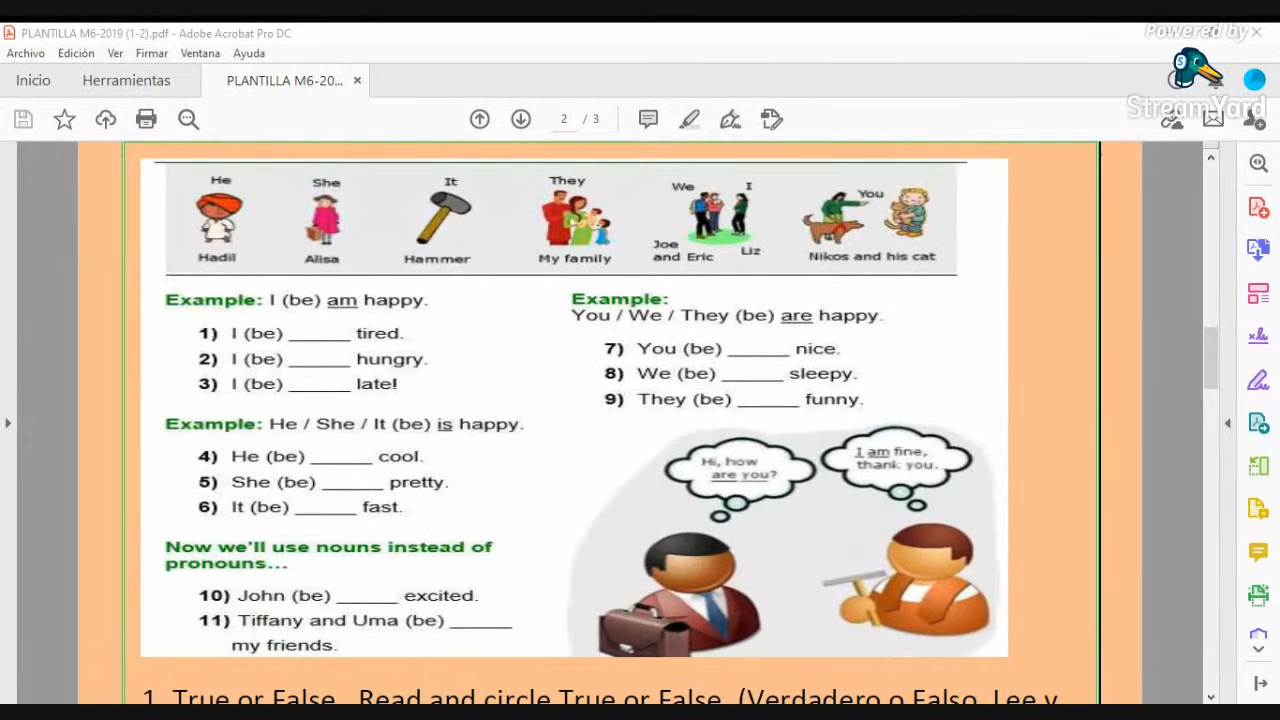 PLANTILLA M6-2019 (1-2).pdf - Adobe Acrobat Pro DC
Powered by
Archivo Edición Ver Firmar Ventana Ayuda
Inicio Herramientas PLANTILLA M6-20... ×
StreamYard
2 / 3
He She It They We I You
Hadil Alisa Hammer My family Joe and Eric Liz Nikos and his cat
Example: I (be) am happy.
1) I (be) ______ tired.
2) I (be) ______ hungry.
3) I (be) ______ late!
Example: He / She / It (be) is happy.
4) He (be) ______ cool.
5) She (be) ______ pretty.
6) It (be) ______ fast.
Now we'll use nouns instead of
pronouns...
10) John (be) ______ excited.
11) Tiffany and Uma (be) ______
my friends.
Example:
You / We / They (be) are happy.
7) You (be) ______ nice.
8) We (be) ______ sleepy.
9) They (be) ______ funny.
Hi, how
are you?
I am fine,
thank you.
1. True or False. Read and circle True or False. (Verdadero o Falso. Lee y